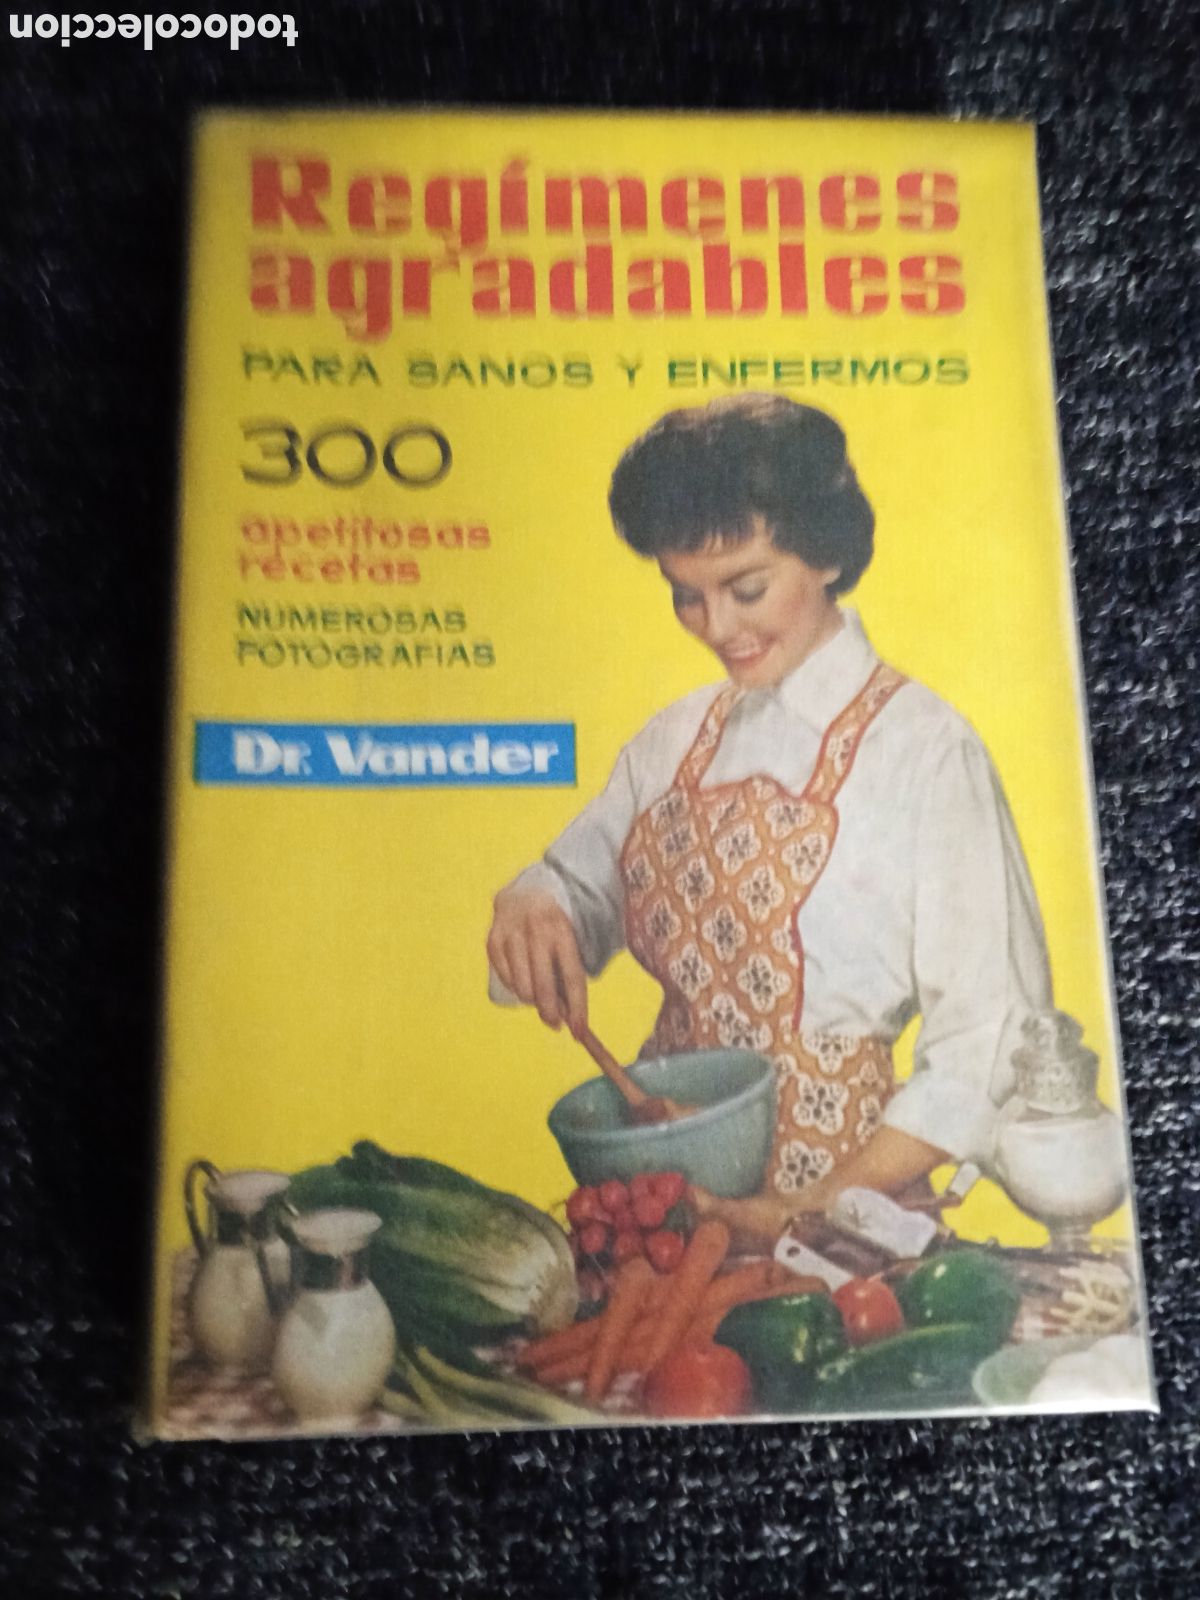 todocoleccion
Regímenes
agradables
PARA SANOS Y ENFERMOS
300
apetitosas
recetas
NUMEROSAS
FOTOGRAFIAS
Dr. Vander